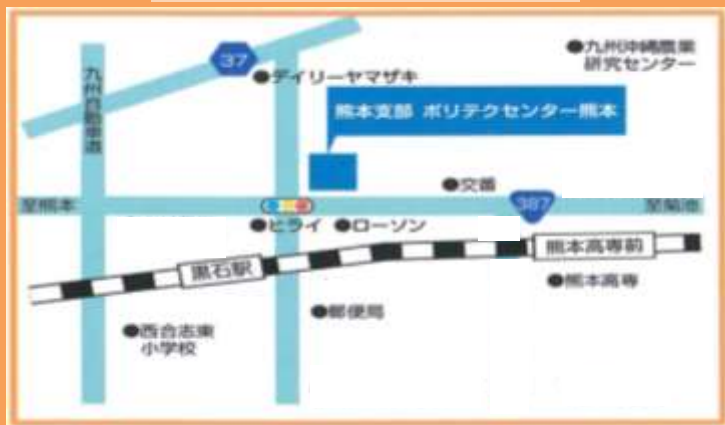 37
●九州沖縄農業
研究センター
●デイリーヤマザキ
九州自動車道
熊本支部 ポリテクセンター熊本
●交番
至熊本
387
至菊池
●ヒライ ●ローソン
黒石駅
熊本高専前
●熊本高専
●郵便局
●西合志東
小学校